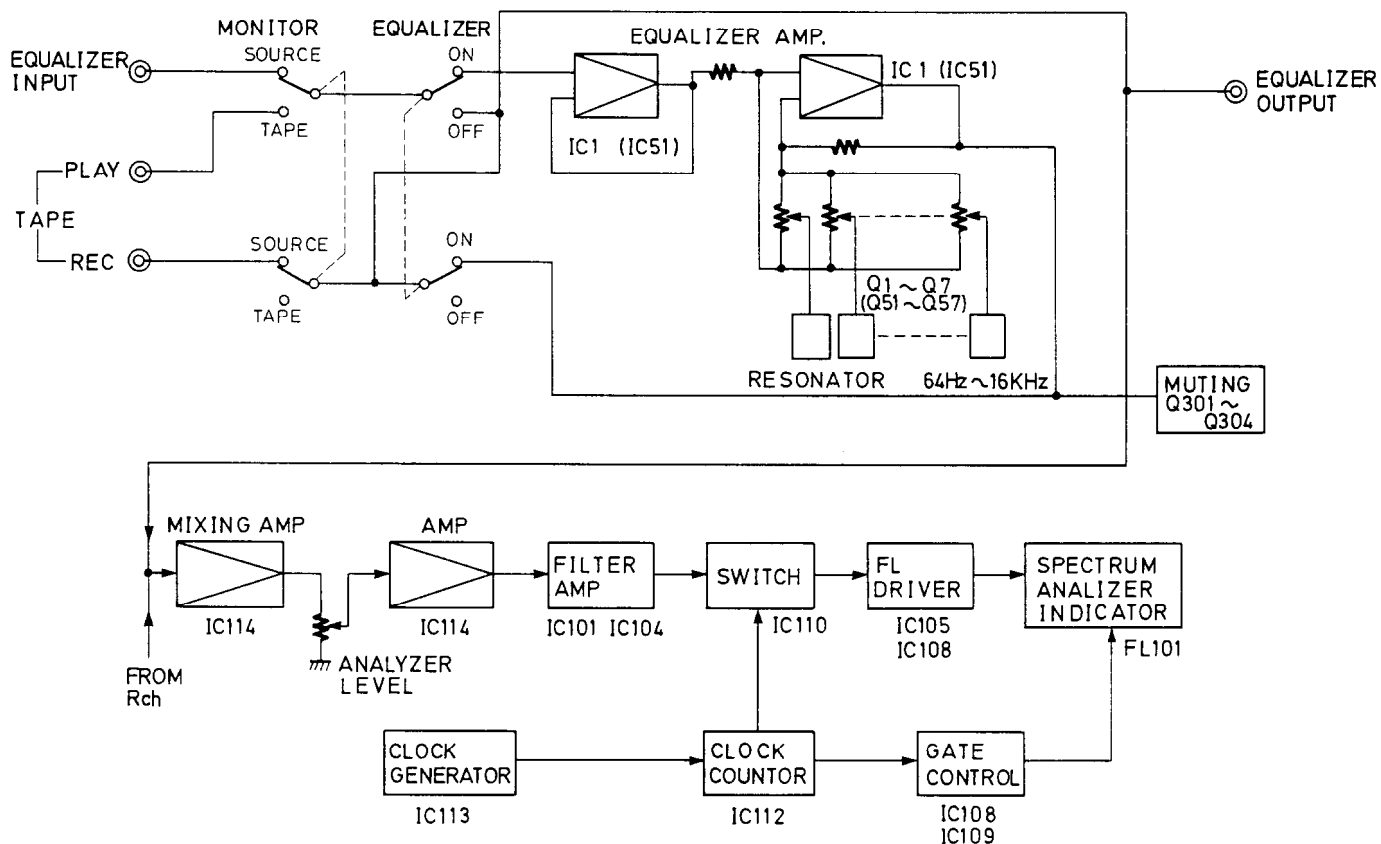 MONITOR
EQUALIZER
EQUALIZER AMP.
EQUALIZER
INPUT
SOURCE
ON
IC1 (IC51)
EQUALIZER
OUTPUT
TAPE
OFF
IC1 (IC51)
PLAY
TAPE
REC
SOURCE
ON
TAPE
OFF
Q1～Q7
(Q51～Q57)
RESONATOR
64Hz～16KHz
MUTING
Q301～
Q304
MIXING AMP
AMP
FILTER
AMP
SWITCH
FL
DRIVER
SPECTRUM
ANALIZER
INDICATOR
IC114
IC114
IC101 IC104
IC110
IC105
IC108
FL101
ANALYZER
LEVEL
FROM
Rch
CLOCK
GENERATOR
CLOCK
COUNTOR
GATE
CONTROL
IC113
IC112
IC108
IC109